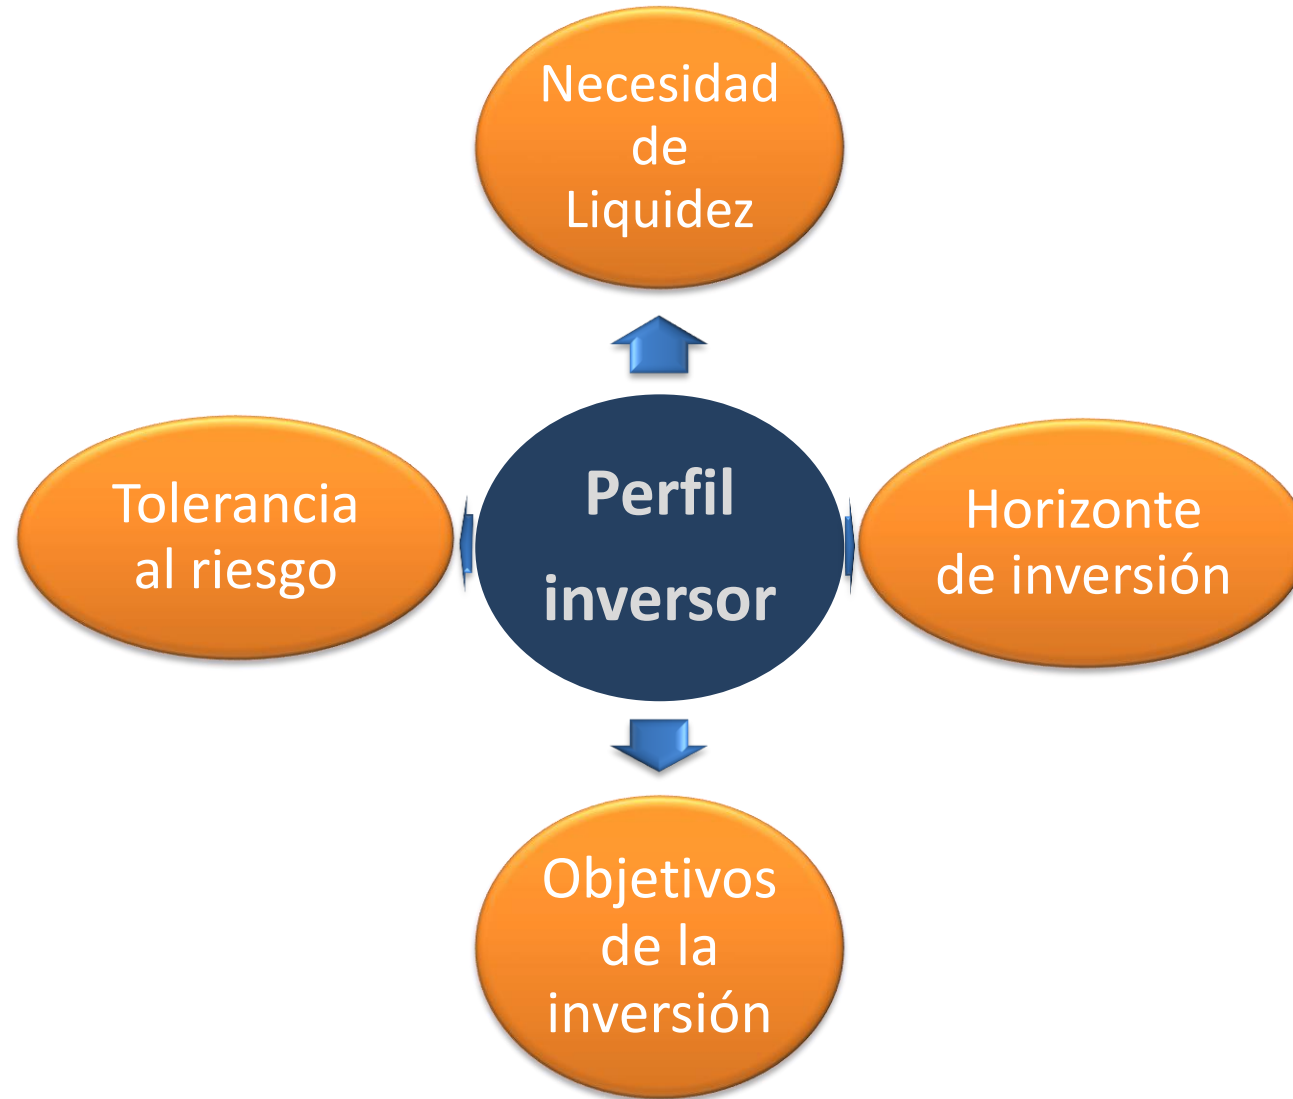 Necesidad
de
Liquidez
Tolerancia
al riesgo
Perfil
inversor
Horizonte
de inversión
Objetivos
de la
inversión